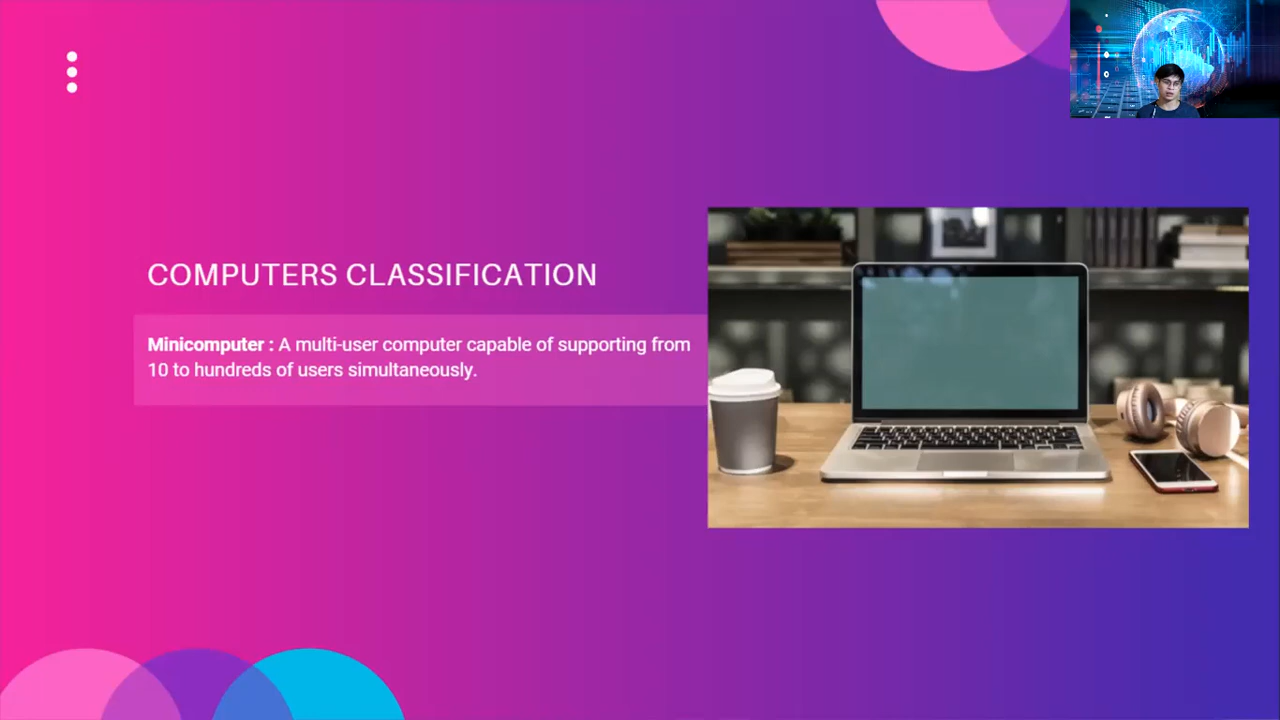 COMPUTERS CLASSIFICATION
Minicomputer : A multi-user computer capable of supporting from
10 to hundreds of users simultaneously.